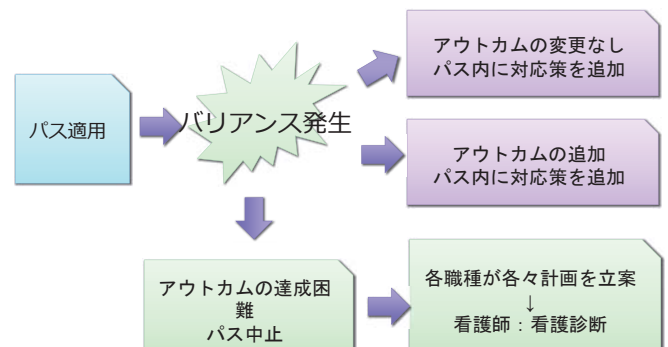 パス適用
バリアンス発生
アウトカムの変更なし
パス内に対応策を追加
アウトカムの追加
パス内に対応策を追加
アウトカムの達成困
難
パス中止
各職種が各々計画を立案
↓
看護師：看護診断